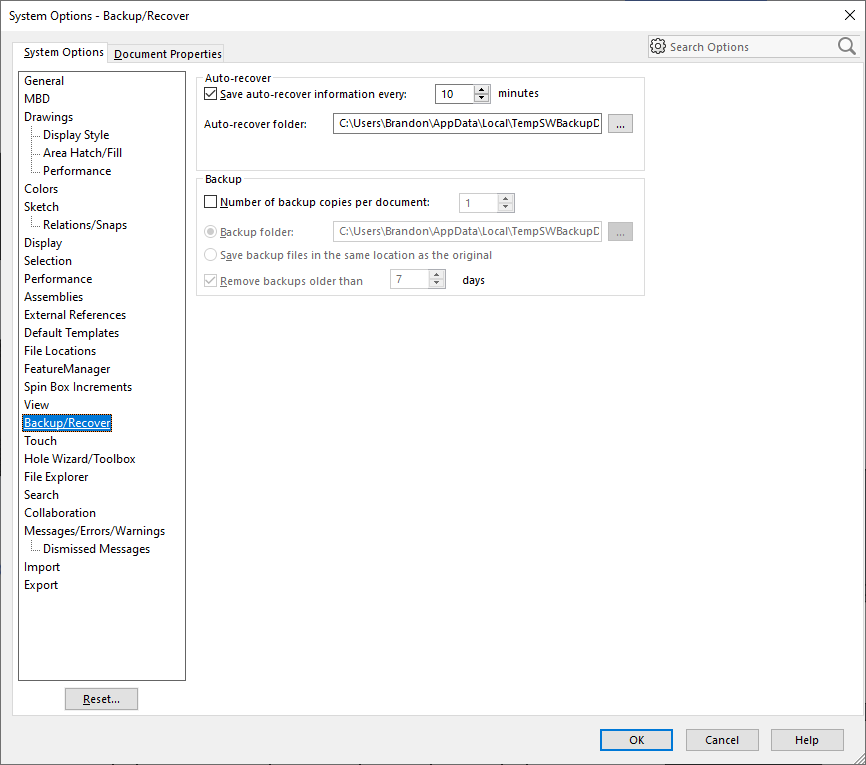 System Options - Backup/Recover
System Options
Document Properties
Search Options
General
MBD
Drawings
Display Style
Area Hatch/Fill
Performance
Colors
Sketch
Relations/Snaps
Display
Selection
Performance
Assemblies
External References
Default Templates
File Locations
FeatureManager
Spin Box Increments
View
Backup/Recover
Touch
Hole Wizard/Toolbox
File Explorer
Search
Collaboration
Messages/Errors/Warnings
Dismissed Messages
Import
Export
Reset...
Auto-recover
Save auto-recover information every: 10 minutes
Auto-recover folder: C:\Users\Brandon\AppData\Local\TempSWBackupD ...
Backup
Number of backup copies per document: 1
Backup folder: C:\Users\Brandon\AppData\Local\TempSWBackupD ...
Save backup files in the same location as the original
Remove backups older than 7 days
OK Cancel Help